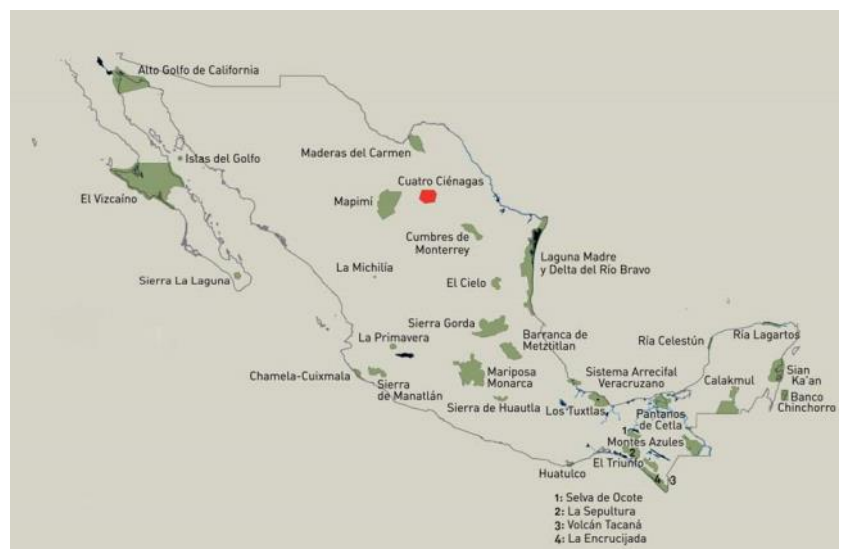 Alto Golfo de California
Maderas del Carmen
Islas del Golfo
Cuatro Ciénagas
El Vizcaíno
Mapimí
Cumbres de
Monterrey
Laguna Madre
y Delta del Río Bravo
La Michilía
Sierra La Laguna
El Cielo
Sierra Gorda
La Primavera
Barranca de
Metztitlan
Ría Celestún
Ría Lagartos
Chamela-Cuixmala
Sierra
de Manatlán
Mariposa
Monarca
Sistema Arrecifal
Veracruzano
Calakmul
Sian
Ka'an
Banco
Chinchorro
Sierra de Huautla
Los Tuxtlas
Pantanos
de Cetla
1
Montes Azules
2
El Triunfo
Huatulco
4
3
1: Selva de Ocote
2: La Sepultura
3: Volcán Tacaná
4: La Encrucijada